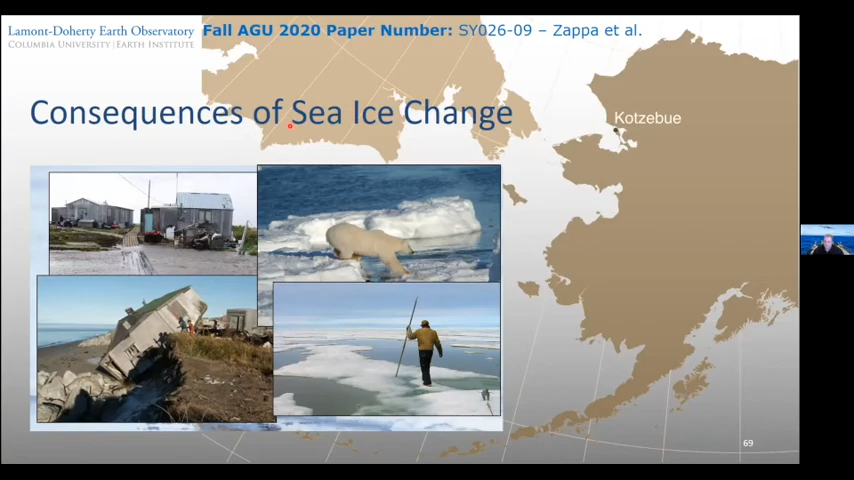 Lamont-Doherty Earth Observatory
COLUMBIA UNIVERSITY | EARTH INSTITUTE
Fall AGU 2020 Paper Number: SY026-09 – Zappa et al.
Consequences of Sea Ice Change
Kotzebue
69